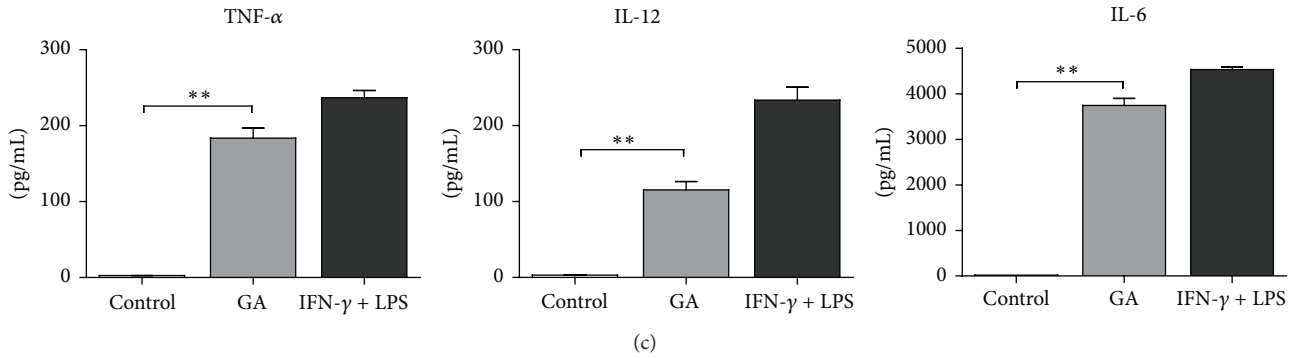 TNF-α
300
200
100
0
(pg/mL)
**
Control
GA
IFN-γ + LPS
IL-12
300
200
100
0
(pg/mL)
**
Control
GA
IFN-γ + LPS
IL-6
5000
4000
3000
2000
1000
0
(pg/mL)
**
Control
GA
IFN-γ + LPS
(c)